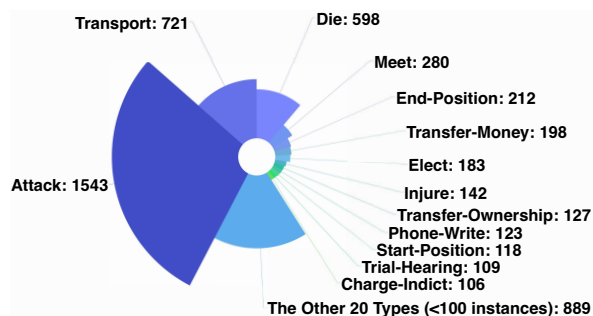 Transport: 721
Die: 598
Meet: 280
End-Position: 212
Transfer-Money: 198
Elect: 183
Attack: 1543
Injure: 142
Transfer-Ownership: 127
Phone-Write: 123
Start-Position: 118
Trial-Hearing: 109
Charge-Indict: 106
The Other 20 Types (<100 instances): 889